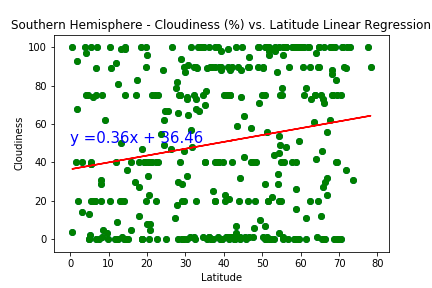 Southern Hemisphere - Cloudiness (%) vs. Latitude Linear Regression
100
80
60
40
20
0
Cloudiness
y =0.36x + 36.46
0 10 20 30 40 50 60 70 80
Latitude